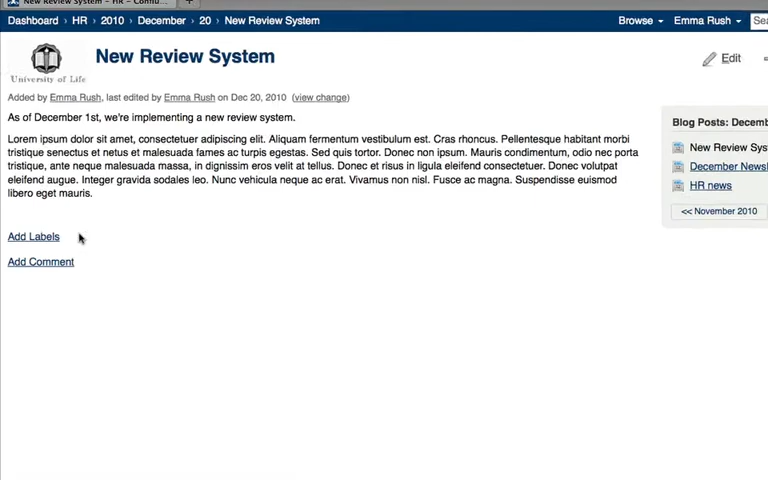 New Review System – HR – Conflu...
Dashboard › HR › 2010 › December › 20 › New Review System
Browse
Emma Rush
Sea
University of Life
New Review System
Edit
Added by Emma Rush, last edited by Emma Rush on Dec 20, 2010 (view change)
As of December 1st, we're implementing a new review system.
Lorem ipsum dolor sit amet, consectetuer adipiscing elit. Aliquam fermentum vestibulum est. Cras rhoncus. Pellentesque habitant morbi
tristique senectus et netus et malesuada fames ac turpis egestas. Sed quis tortor. Donec non ipsum. Mauris condimentum, odio nec porta
tristique, ante neque malesuada massa, in dignissim eros velit at tellus. Donec et risus in ligula eleifend consectetuer. Donec volutpat
eleifend augue. Integer gravida sodales leo. Nunc vehicula neque ac erat. Vivamus non nisl. Fusce ac magna. Suspendisse euismod
libero eget mauris.
Blog Posts: Decemb
New Review Sys
December Newsl
HR news
<< November 2010
Add Labels
Add Comment